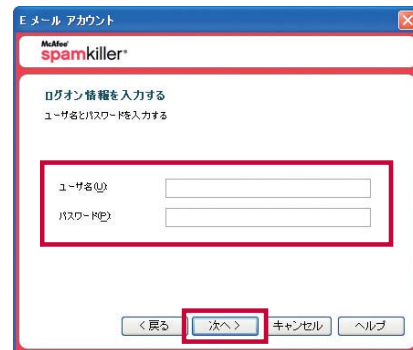 Eメール アカウント
McAfee
spamkiller
ログオン情報を入力する
ユーザ名とパスワードを入力する
ユーザ名(U):
パスワード(P):
<戻る 次へ> キャンセル ヘルプ